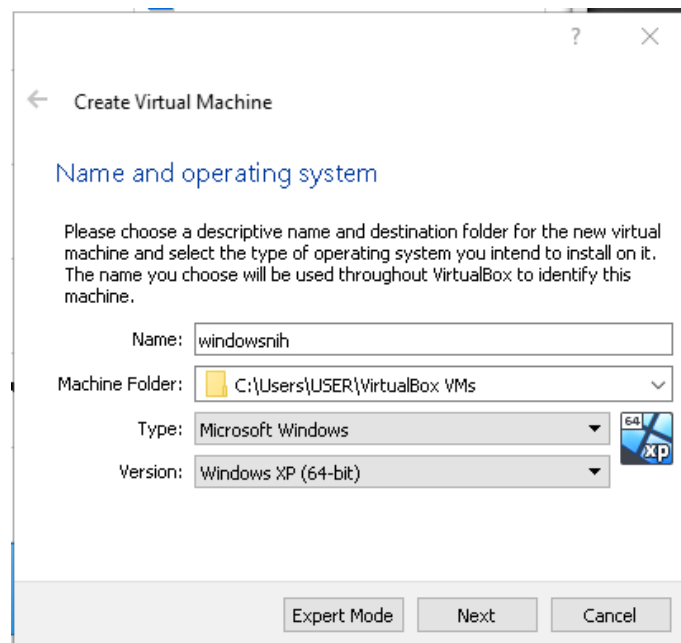 ?
Create Virtual Machine
Name and operating system
Please choose a descriptive name and destination folder for the new virtual
machine and select the type of operating system you intend to install on it.
The name you choose will be used throughout VirtualBox to identify this
machine.
Name: windowsnih
Machine Folder: C:\Users\USER\VirtualBox VMs
Type: Microsoft Windows
64
xp
Version: Windows XP (64-bit)
Expert Mode Next Cancel